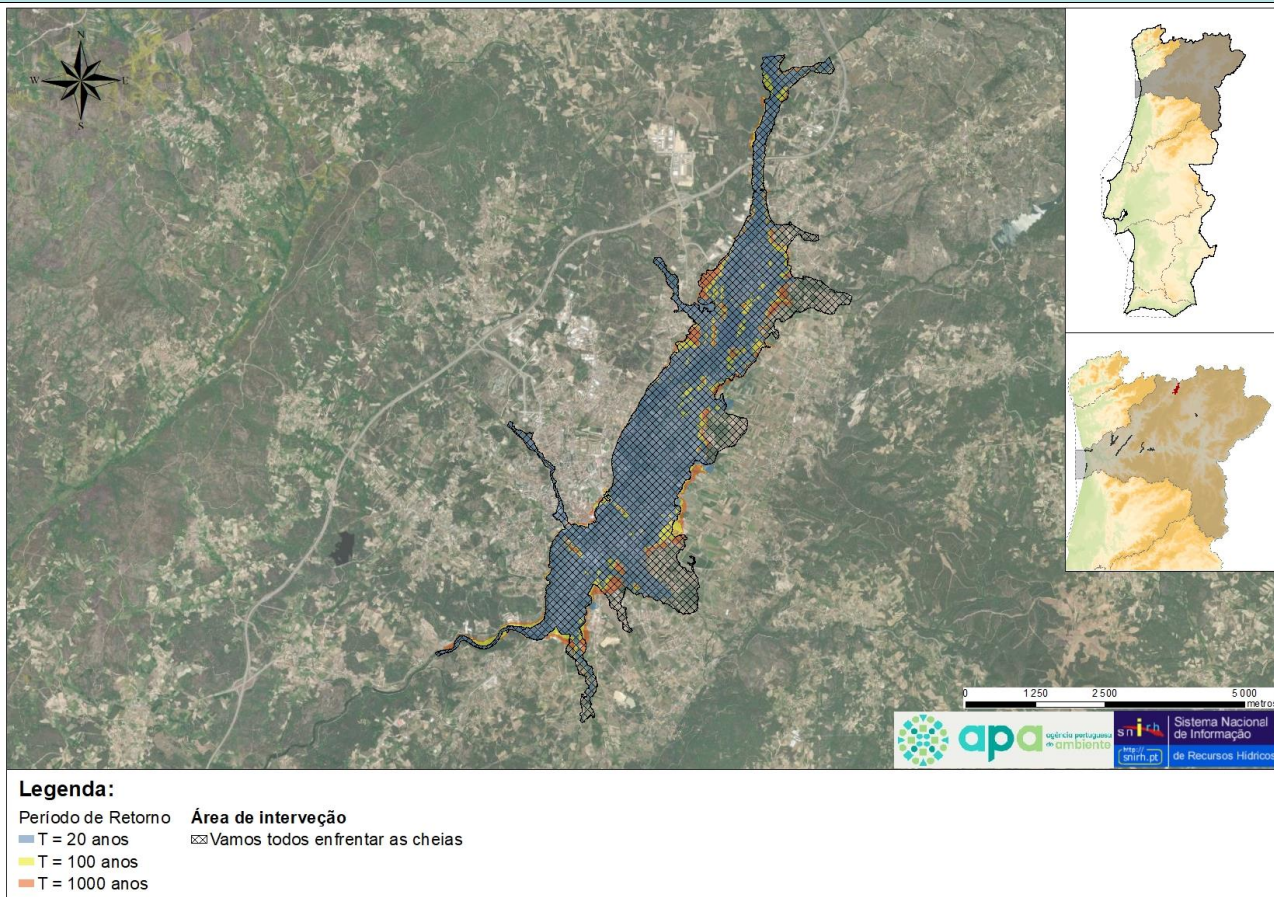 N
W E
S
0 1 250 2 500 5 000
metros
apa agência portuguesa
do ambiente
snirh
http://
snirh.pt
Sistema Nacional
de Informação
de Recursos Hídricos
Legenda:
Período de Retorno
T = 20 anos
T = 100 anos
T = 1000 anos
Área de interveção
Vamos todos enfrentar as cheias